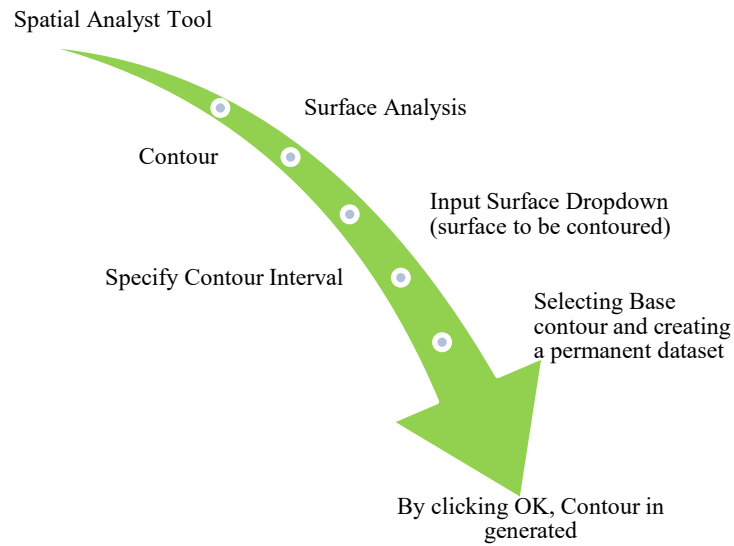 Spatial Analyst Tool
Surface Analysis
Contour
Input Surface Dropdown
(surface to be contoured)
Specify Contour Interval
Selecting Base
contour and creating
a permanent dataset
By clicking OK, Contour in
generated